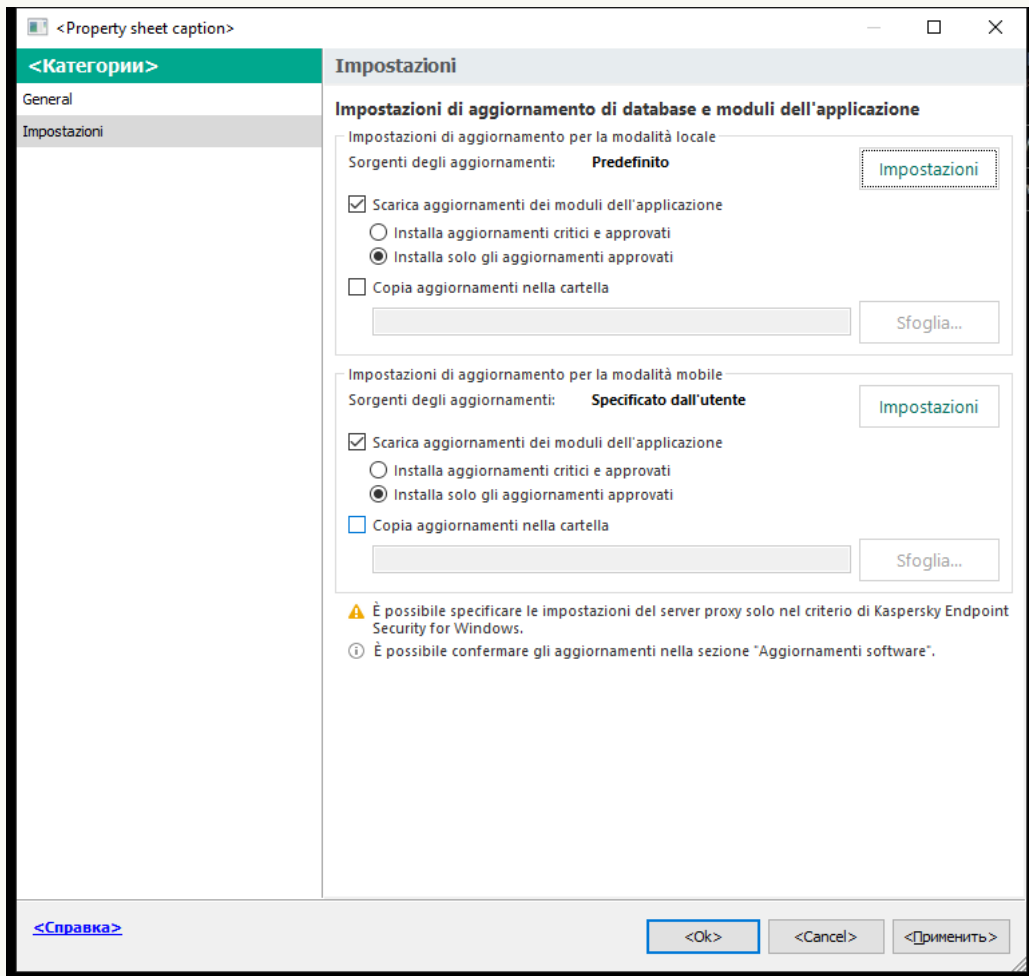 <Property sheet caption>
<Категории>
General
Impostazioni
Impostazioni
Impostazioni di aggiornamento di database e moduli dell'applicazione
Impostazioni di aggiornamento per la modalità locale
Sorgenti degli aggiornamenti: Predefinito
Impostazioni
Scarica aggiornamenti dei moduli dell'applicazione
Installa aggiornamenti critici e approvati
Installa solo gli aggiornamenti approvati
Copia aggiornamenti nella cartella
Sfoglia...
Impostazioni di aggiornamento per la modalità mobile
Sorgenti degli aggiornamenti: Specificato dall'utente
Impostazioni
Scarica aggiornamenti dei moduli dell'applicazione
Installa aggiornamenti critici e approvati
Installa solo gli aggiornamenti approvati
Copia aggiornamenti nella cartella
Sfoglia...
È possibile specificare le impostazioni del server proxy solo nel criterio di Kaspersky Endpoint
Security for Windows.
È possibile confermare gli aggiornamenti nella sezione "Aggiornamenti software".
<Справка>
<Ok>
<Cancel>
<Применить>